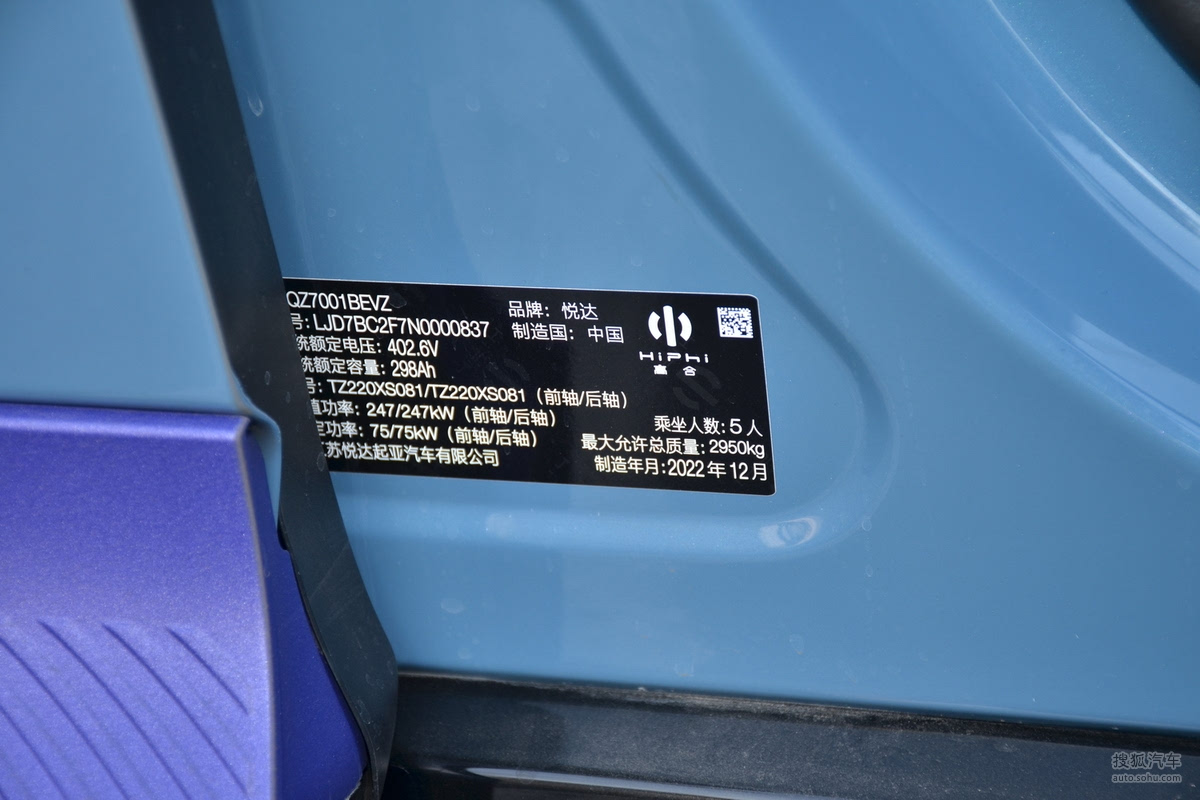 QZ7001BEVZ
号: LJD7BC2F7N0000837
统额定电压: 402.6V
统额定容量: 298Ah
号: TZ220XS081/TZ220XS081 (前轴/后轴)
值功率: 247/247kW (前轴/后轴)
定功率: 75/75kW (前轴/后轴)
苏悦达起亚汽车有限公司
品牌: 悦达
制造国: 中国
HiPhi
高合
乘坐人数: 5人
最大允许总质量: 2950kg
制造年月: 2022年12月
搜狐汽车
auto.sohu.com